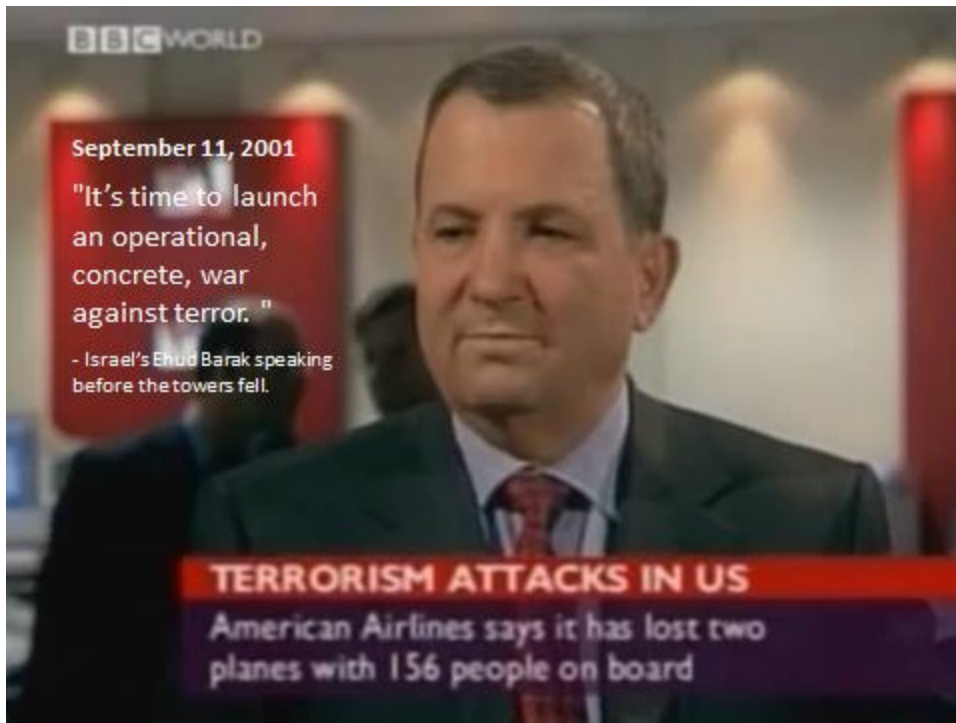 BBC WORLD
September 11, 2001
"It's time to launch
an operational,
concrete, war
against terror. "
- Israel's Ehud Barak speaking
before the towers fell.
TERRORISM ATTACKS IN US
American Airlines says it has lost two
planes with 156 people on board